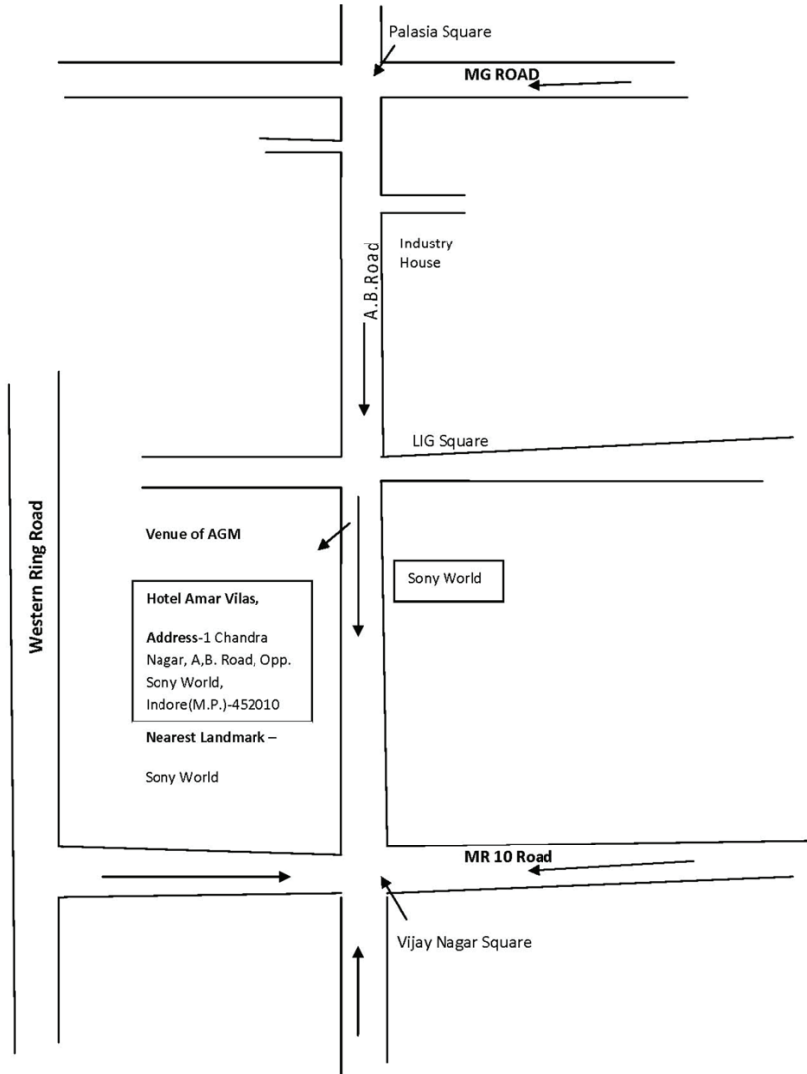 Palasia Square
MG ROAD
Industry
House
A.B.Road
LIG Square
Western Ring Road
Venue of AGM
Sony World
Hotel Amar Vilas,
Address-1 Chandra
Nagar, A,B. Road, Opp.
Sony World,
Indore(M.P.)-452010
Nearest Landmark –
Sony World
MR 10 Road
Vijay Nagar Square